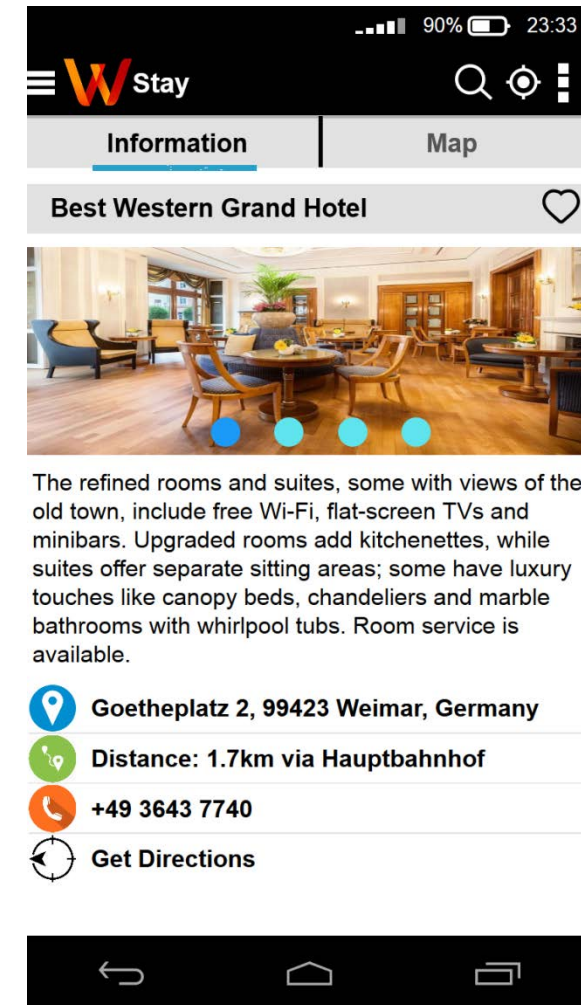 90% 23:33
W Stay
Information Map
Best Western Grand Hotel
The refined rooms and suites, some with views of the
old town, include free Wi-Fi, flat-screen TVs and
minibars. Upgraded rooms add kitchenettes, while
suites offer separate sitting areas; some have luxury
touches like canopy beds, chandeliers and marble
bathrooms with whirlpool tubs. Room service is
available.
Goetheplatz 2, 99423 Weimar, Germany
Distance: 1.7km via Hauptbahnhof
+49 3643 7740
Get Directions